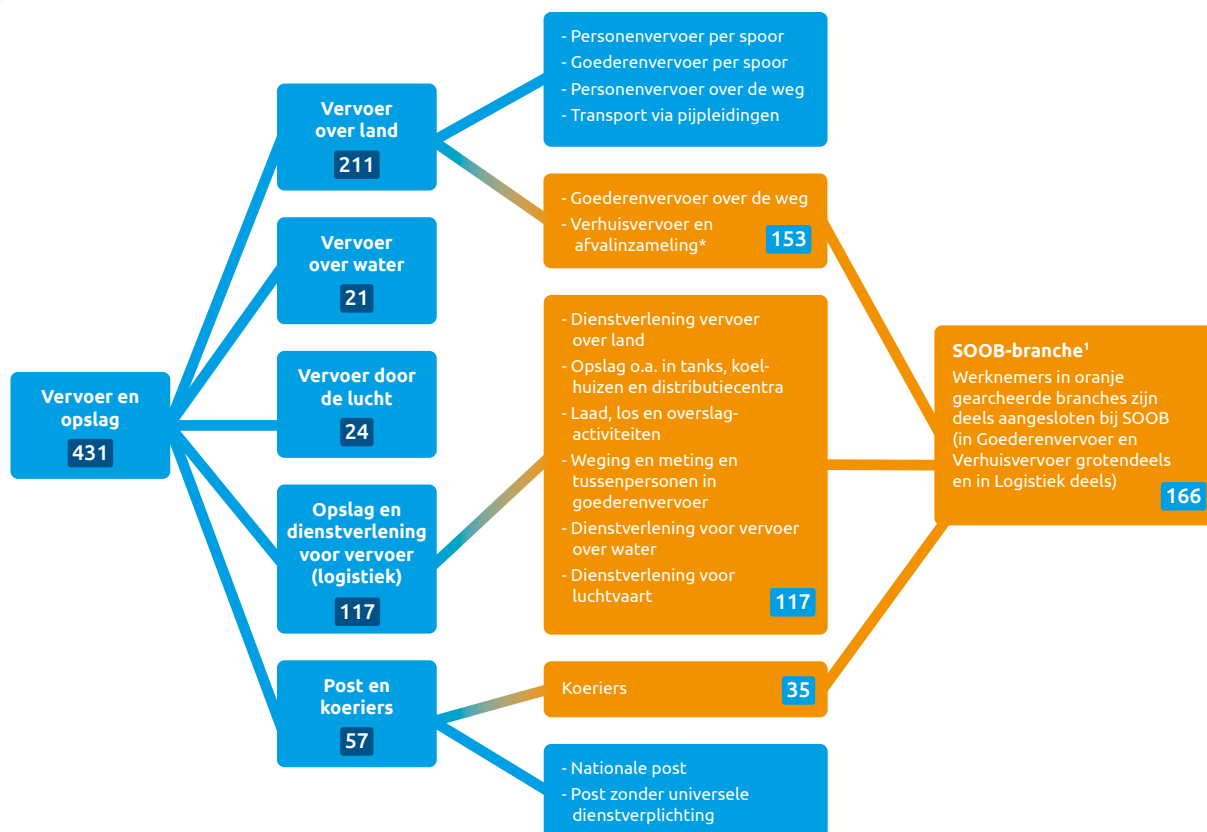 Vervoer en
opslag
431
Vervoer
over land
211
Vervoer
over water
21
Vervoer door
de lucht
24
Opslag en
dienstverlening
voor vervoer
(logistiek)
117
Post en
koeriers
57
- Personenvervoer per spoor
- Goederenvervoer per spoor
- Personenvervoer over de weg
- Transport via pijpleidingen
- Goederenvervoer over de weg
- Verhuisvervoer en
afvalinzameling*
153
- Dienstverlening vervoer
over land
- Opslag o.a. in tanks, koel-
huizen en distributiecentra
- Laad, los en overslag-
activiteiten
- Weging en meting en
tussenpersonen in
goederenvervoer
- Dienstverlening voor vervoer
over water
- Dienstverlening voor
luchtvaart
117
Koeriers
35
- Nationale post
- Post zonder universele
dienstverplichting
SOOB-branche¹
Werknemers in oranje
gearcheerde branches zijn
deels aangesloten bij SOOB
(in Goederenvervoer en
Verhuisvervoer grotendeels
en in Logistiek deels)
166